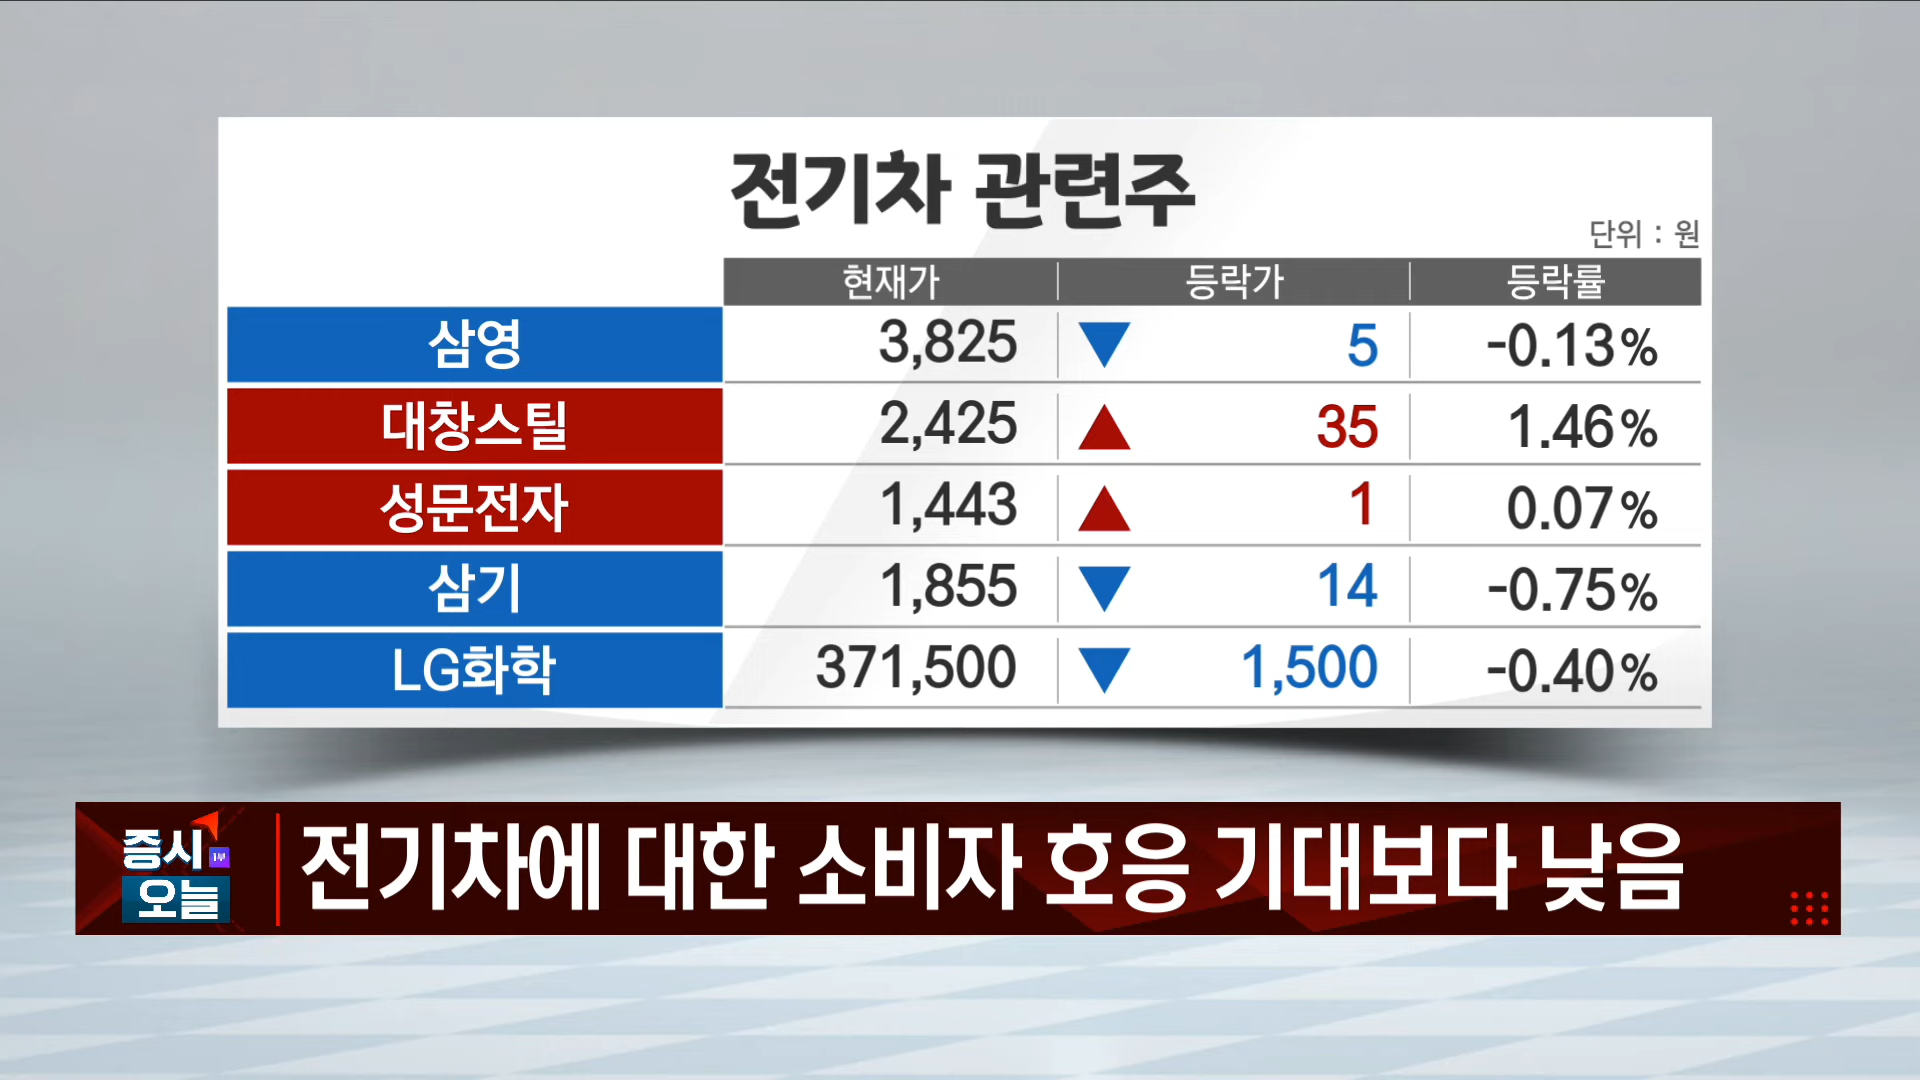 전기차 관련주
단위 : 원
현재가 등락가 등락률
삼영 3,825 ▼ 5 -0.13%
대창스틸 2,425 ▲ 35 1.46%
성문전자 1,443 ▲ 1 0.07%
삼기 1,855 ▼ 14 -0.75%
LG화학 371,500 ▼ 1,500 -0.40%
증시 1부
오늘
전기차에 대한 소비자 호응 기대보다 낮음